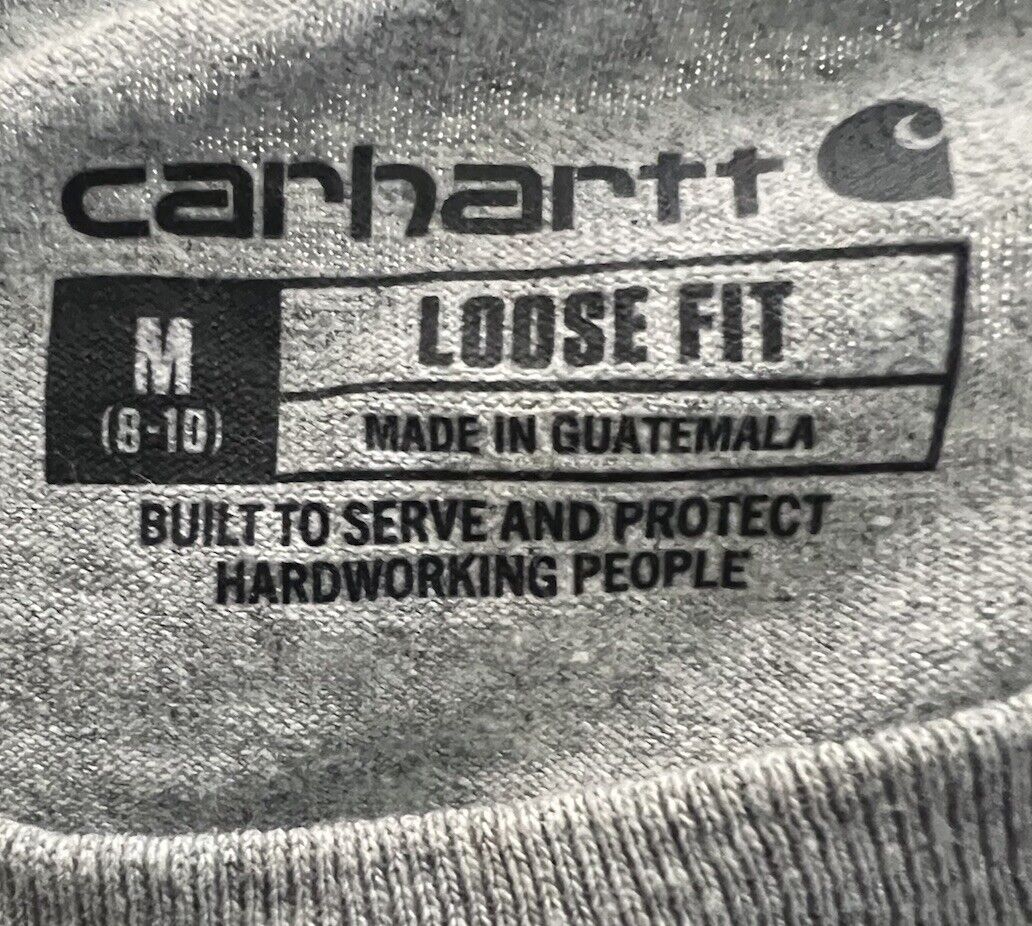 carhartt
M
(8-10)
LOOSE FIT
MADE IN GUATEMALA
BUILT TO SERVE AND PROTECT
HARDWORKING PEOPLE